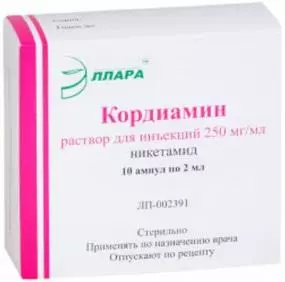 ЭЛЛАРА
Кордиамин
раствор для инъекций 250 мг/мл
никетамид
10 ампул по 2 мл
ЛП-002391
Стерильно
Применять по назначению врача
Отпускают по рецепту